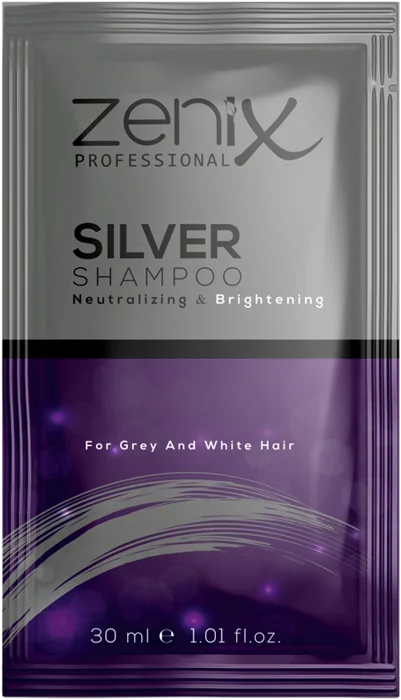 zenix
PROFESSIONAL
SILVER
SHAMPOO
Neutralizing & Brightening
For Grey And White Hair
30 ml ℮ 1.01 fl.oz.